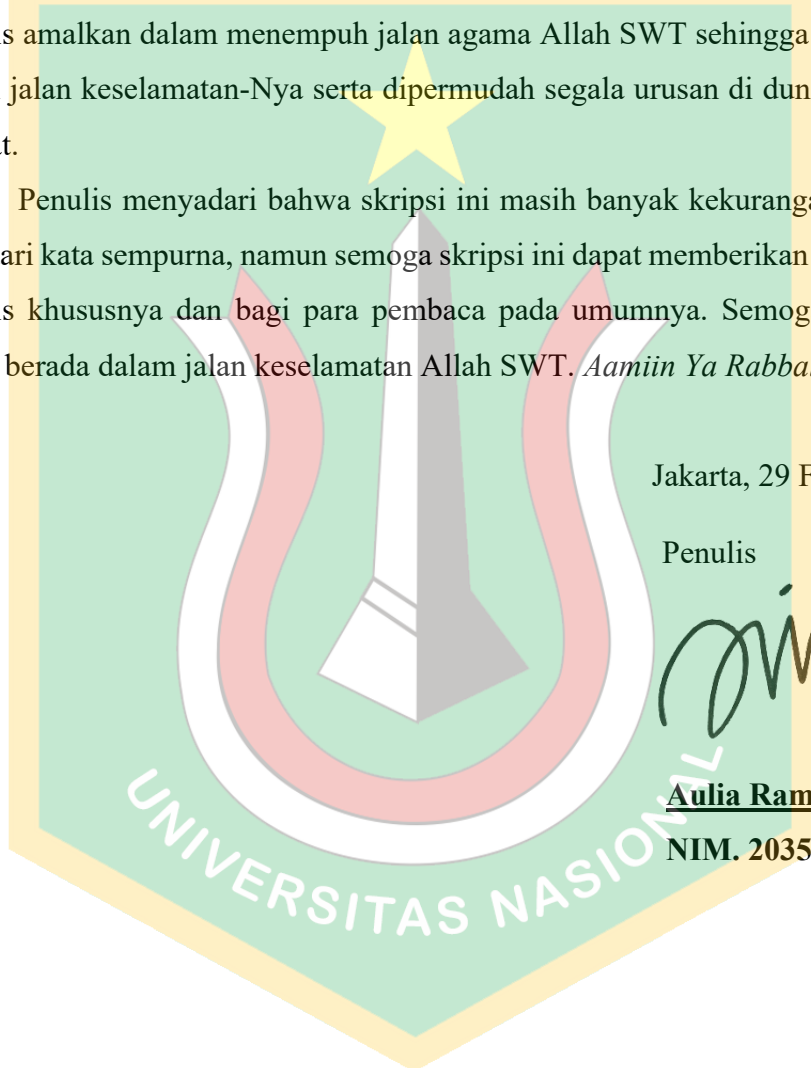 s amalkan dalam menempuh jalan agama Allah SWT sehingga
jalan keselamatan-Nya serta dipermudah segala urusan di dun
t.
Penulis menyadari bahwa skripsi ini masih banyak kekuranga
ari kata sempurna, namun semoga skripsi ini dapat memberikan
s khususnya dan bagi para pembaca pada umumnya. Semog
berada dalam jalan keselamatan Allah SWT. Aamiin Ya Rabba
Jakarta, 29 F
Penulis
Aulia Ram
NIM. 2035
UNIVERSITAS NASIONAL